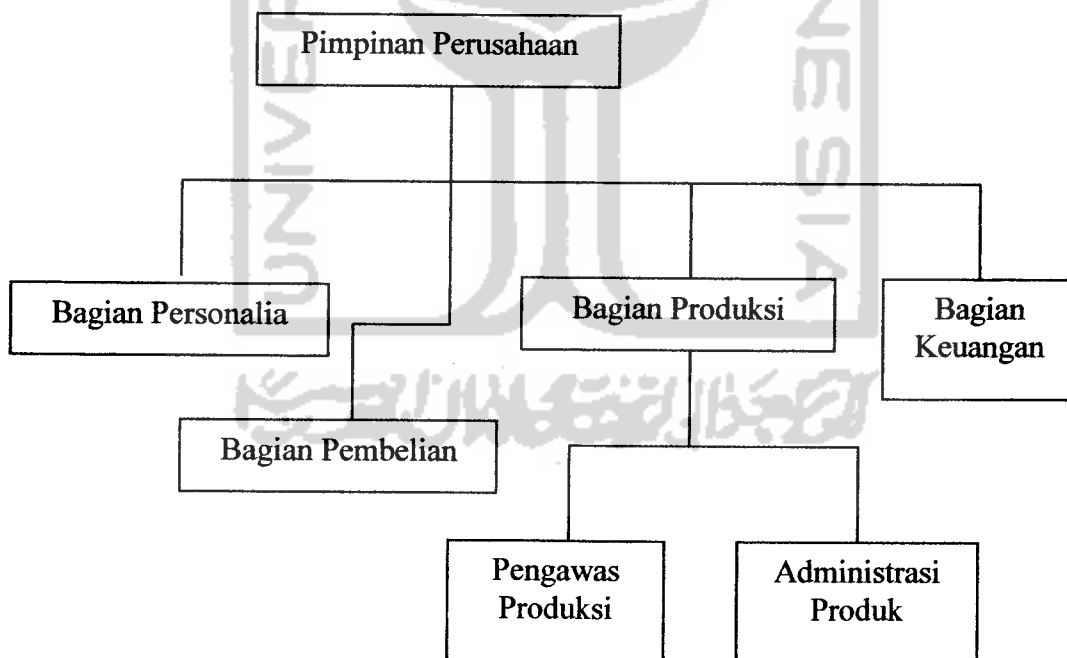 Pimpinan Perusahaan
Bagian Personalia
Bagian Produksi
Bagian
Keuangan
Bagian Pembelian
Pengawas
Produksi
Administrasi
Produk